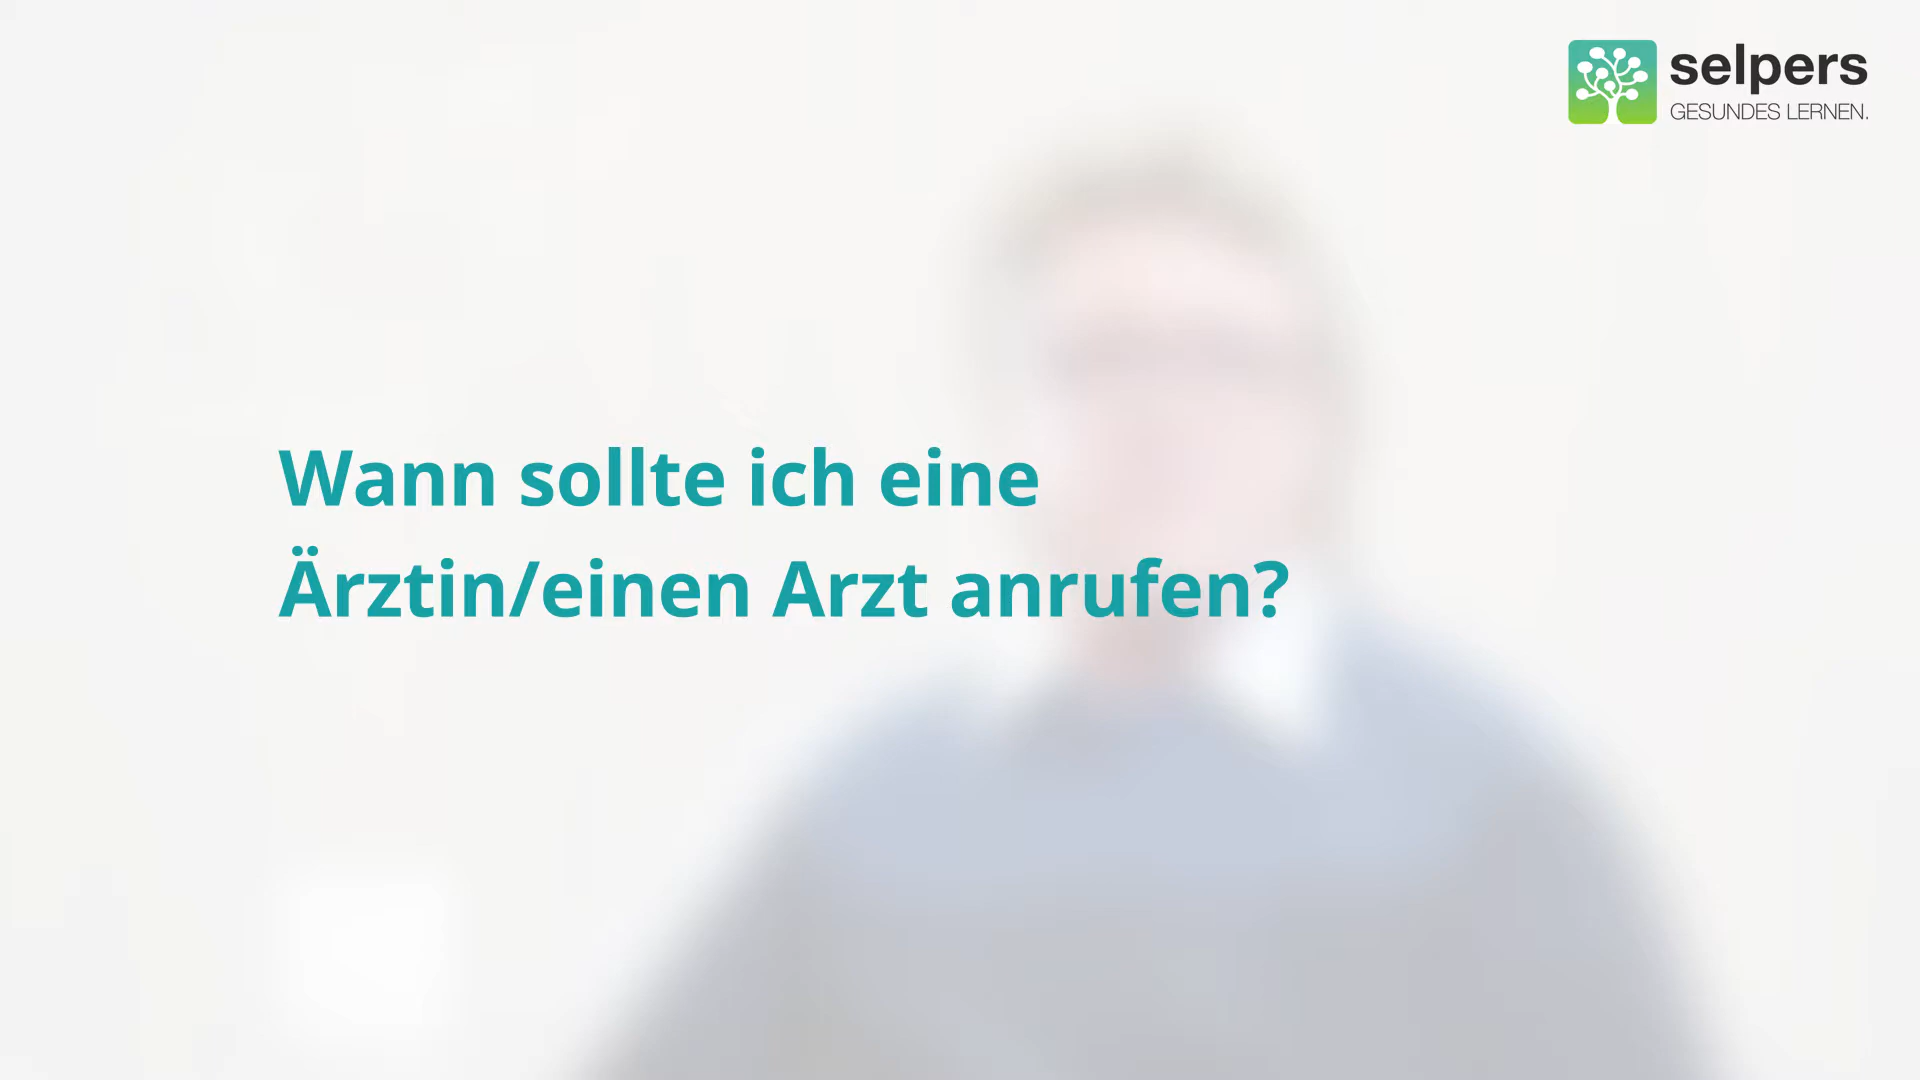 selpers
GESUNDES LERNEN.
Wann sollte ich eine
Ärztin/einen Arzt anrufen?